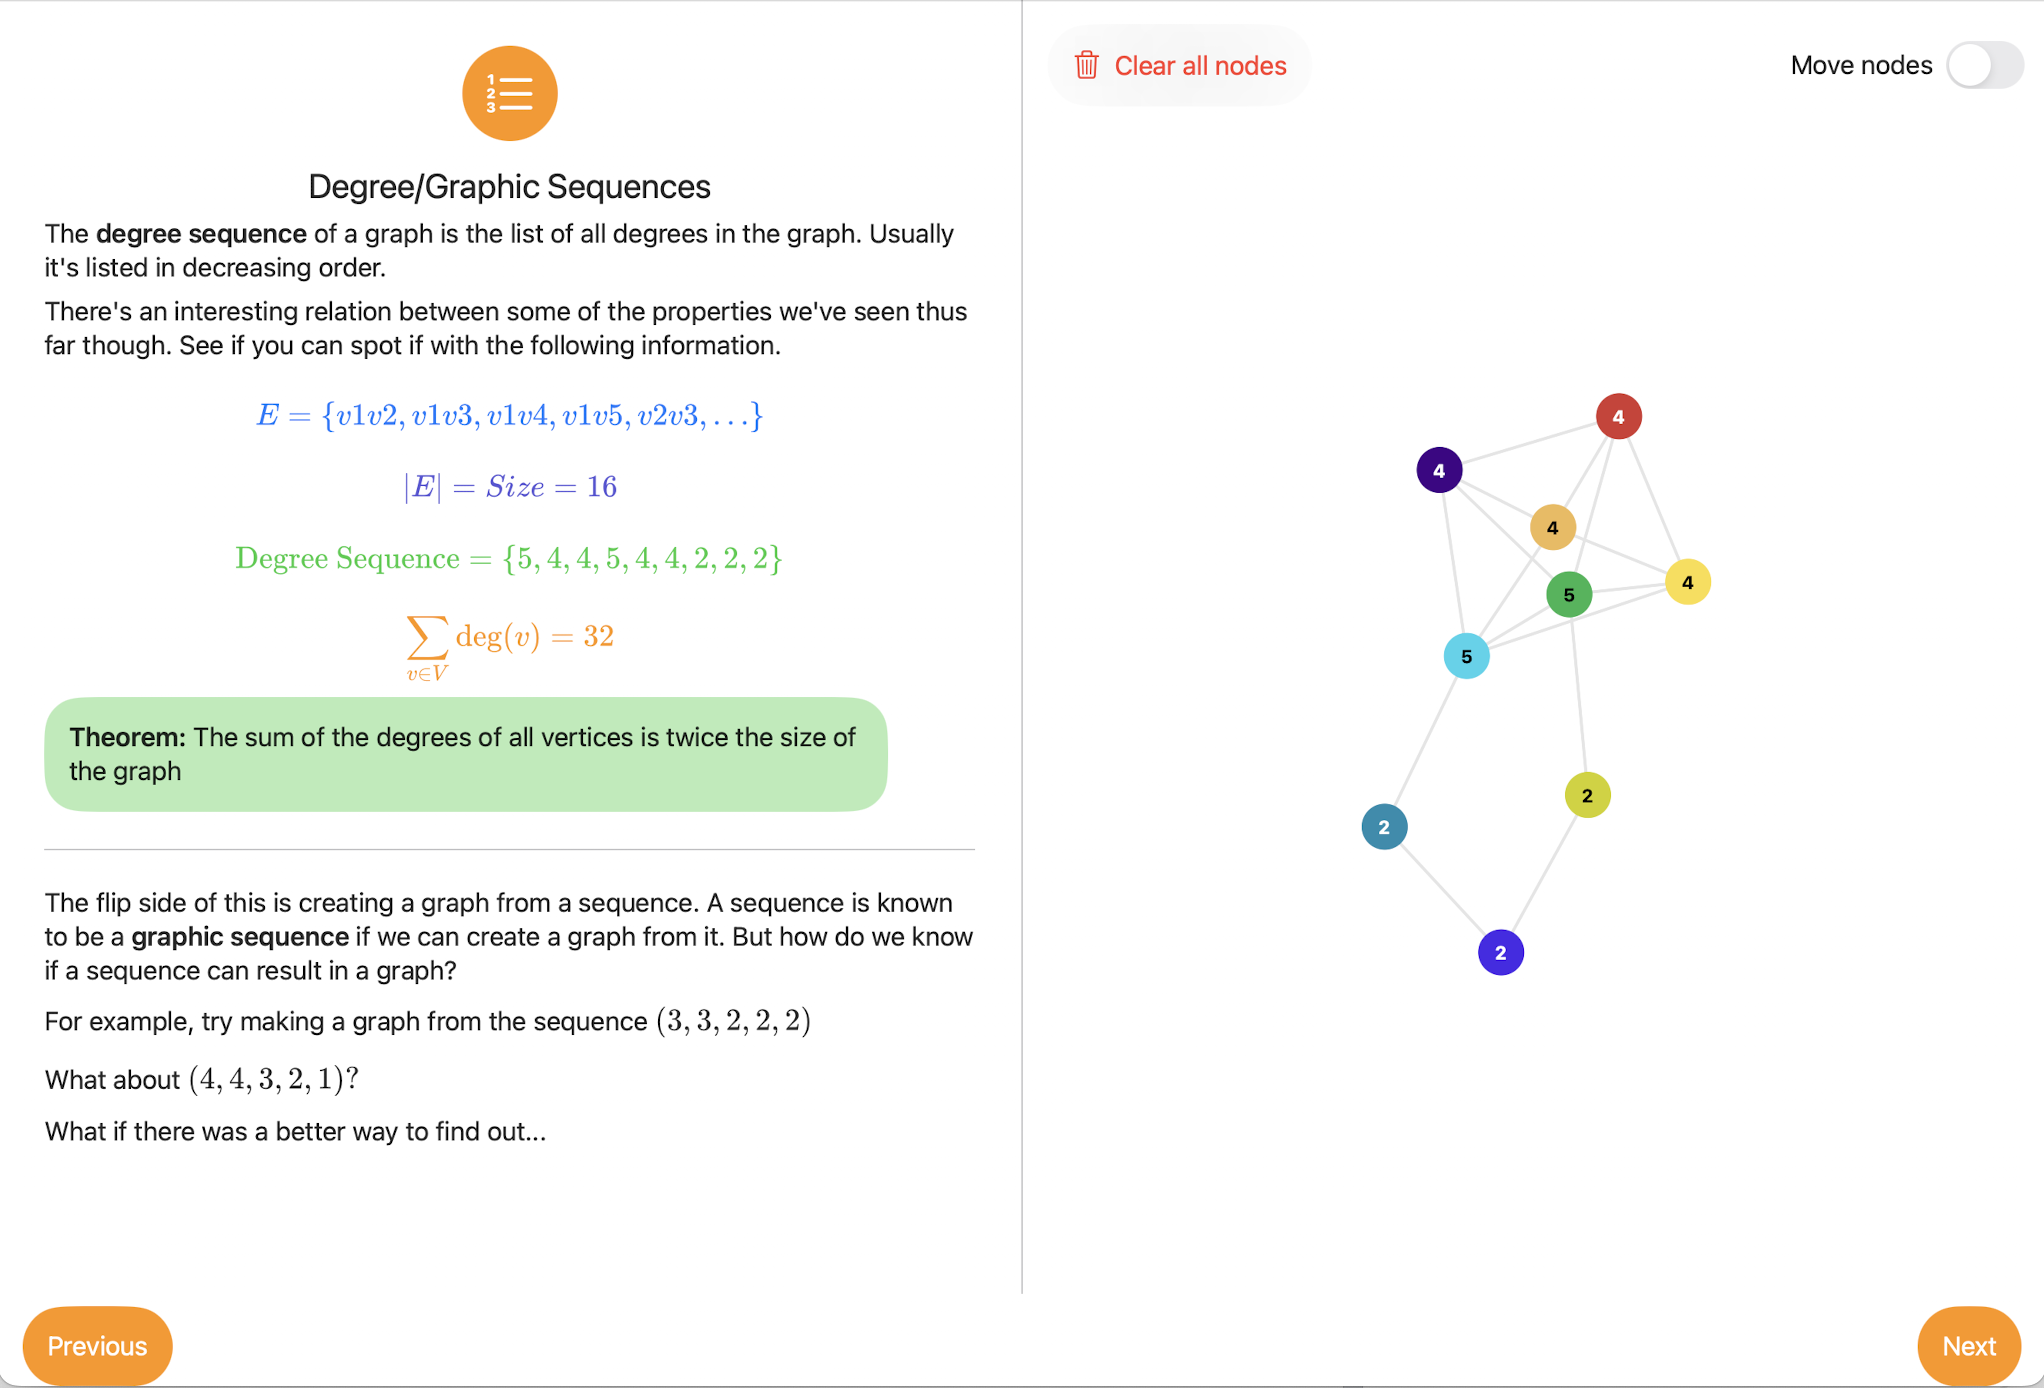 1
2
3
Degree/Graphic Sequences
The degree sequence of a graph is the list of all degrees in the graph. Usually
it's listed in decreasing order.
There's an interesting relation between some of the properties we've seen thus
far though. See if you can spot if with the following information.
E = {v1v2, v1v3, v1v4, v1v5, v2v3, ...}
|E| = Size = 16
Degree Sequence = {5, 4, 4, 5, 4, 4, 2, 2, 2}
∑ deg(v) = 32
v∈V
Theorem: The sum of the degrees of all vertices is twice the size of
the graph
The flip side of this is creating a graph from a sequence. A sequence is known
to be a graphic sequence if we can create a graph from it. But how do we know
if a sequence can result in a graph?
For example, try making a graph from the sequence (3, 3, 2, 2, 2)
What about (4, 4, 3, 2, 1)?
What if there was a better way to find out...
Previous
Clear all nodes
Move nodes
4
4
4
4
5
5
2
2
2
Next